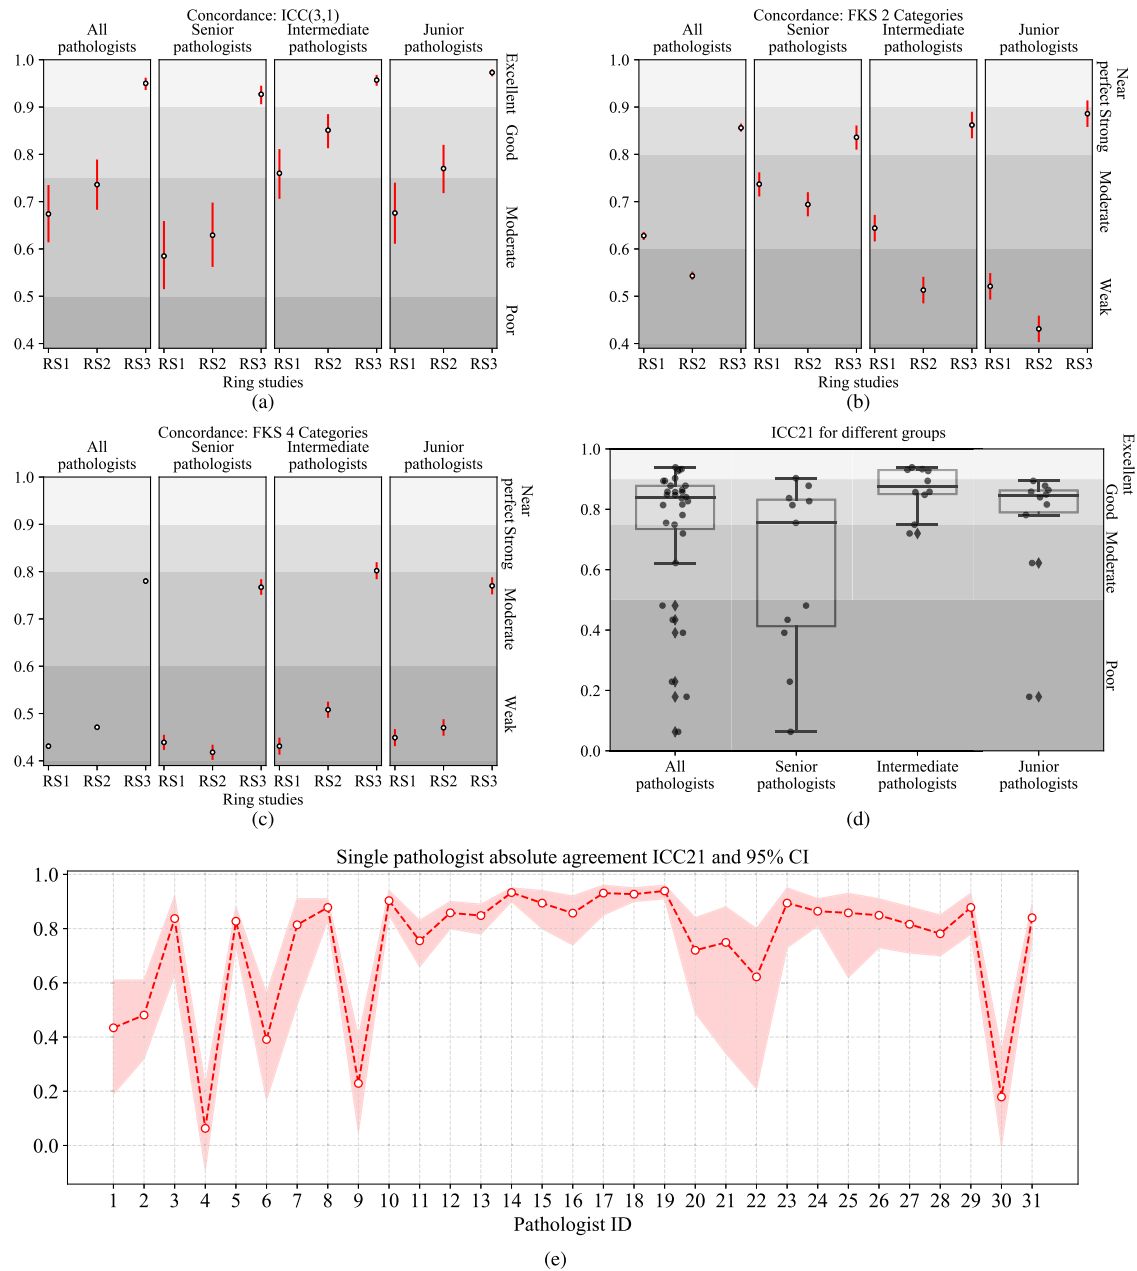 Concordance: ICC(3,1)
All pathologists
Senior pathologists
Intermediate pathologists
Junior pathologists
1.0
0.9
0.8
0.7
0.6
0.5
0.4
Excellent
Good
Moderate
Poor
RS1 RS2 RS3 RS1 RS2 RS3 RS1 RS2 RS3 RS1 RS2 RS3
Ring studies
(a)
Concordance: FKS 2 Categories
All pathologists
Senior pathologists
Intermediate pathologists
Junior pathologists
1.0
0.9
0.8
0.7
0.6
0.5
0.4
Near perfect
Strong
Moderate
Weak
RS1 RS2 RS3 RS1 RS2 RS3 RS1 RS2 RS3 RS1 RS2 RS3
Ring studies
(b)
Concordance: FKS 4 Categories
All pathologists
Senior pathologists
Intermediate pathologists
Junior pathologists
1.0
0.9
0.8
0.7
0.6
0.5
0.4
Near perfect
Strong
Moderate
Weak
RS1 RS2 RS3 RS1 RS2 RS3 RS1 RS2 RS3 RS1 RS2 RS3
Ring studies
(c)
ICC21 for different groups
1.0
0.8
0.6
0.4
0.2
0.0
Excellent
Good
Moderate
Poor
All pathologists
Senior pathologists
Intermediate pathologists
Junior pathologists
(d)
Single pathologist absolute agreement ICC21 and 95% CI
1.0
0.8
0.6
0.4
0.2
0.0
1 2 3 4 5 6 7 8 9 10 11 12 13 14 15 16 17 18 19 20 21 22 23 24 25 26 27 28 29 30 31
Pathologist ID
(e)